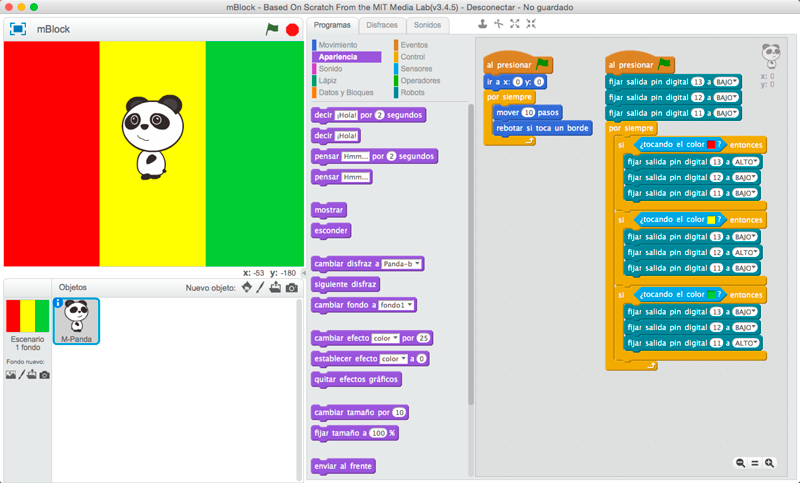 mBlock - Based On Scratch From the MIT Media Lab(v3.4.5) - Desconectar - No guardado
mBlock
x: -53 y: -180
Objetos
Nuevo objeto:
Escenario
1 fondo
Fondo nuevo:
M-Panda
Programas
Disfraces
Sonidos
Movimiento
Eventos
Apariencia
Control
Sonido
Sensores
Lápiz
Operadores
Datos y Bloques
Robots
decir ¡Hola! por 2 segundos
decir ¡Hola!
pensar Hmm... por 2 segundos
pensar Hmm...
mostrar
esconder
cambiar disfraz a Panda-b
siguiente disfraz
cambiar fondo a fondo1
cambiar efecto color por 25
establecer efecto color a 0
quitar efectos gráficos
cambiar tamaño por 10
fijar tamaño a 100 %
enviar al frente
al presionar
ir a x: 0 y: 0
por siempre
mover 10 pasos
rebotar si toca un borde
al presionar
fijar salida pin digital 13 a BAJO
fijar salida pin digital 12 a BAJO
fijar salida pin digital 11 a BAJO
por siempre
si ¿tocando el color ? entonces
fijar salida pin digital 13 a ALTO
fijar salida pin digital 12 a BAJO
fijar salida pin digital 11 a BAJO
si ¿tocando el color ? entonces
fijar salida pin digital 13 a BAJO
fijar salida pin digital 12 a ALTO
fijar salida pin digital 11 a BAJO
si ¿tocando el color ? entonces
fijar salida pin digital 13 a BAJO
fijar salida pin digital 12 a BAJO
fijar salida pin digital 11 a ALTO
x: 0
y: 0